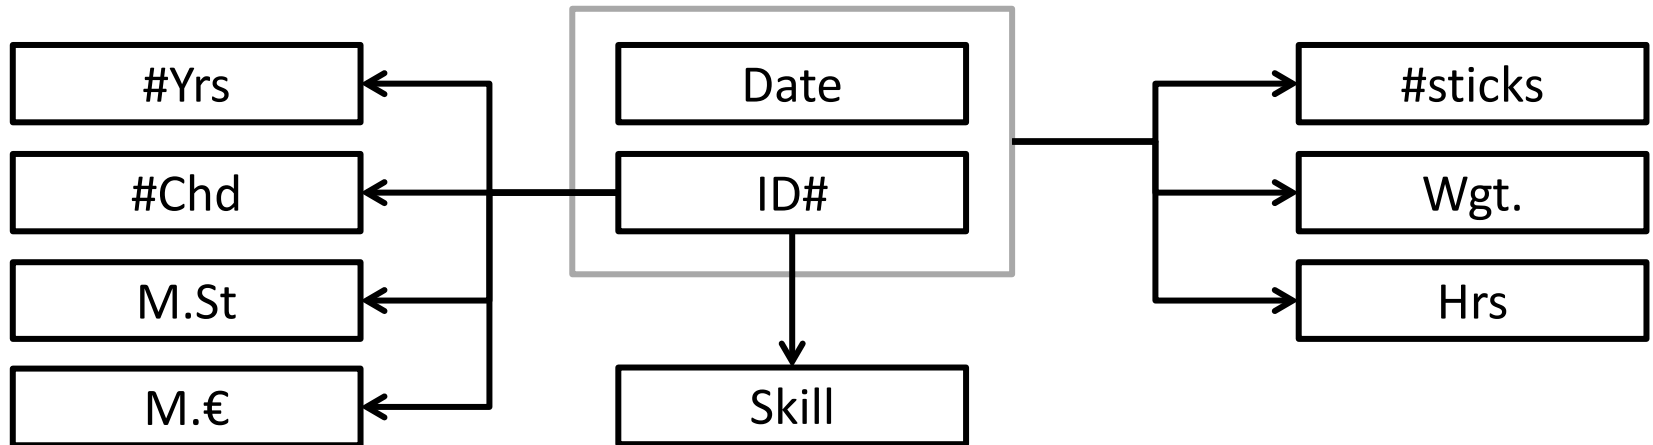 #Yrs
Date
#sticks
#Chd
ID#
Wgt.
M.St
Hrs
M.€
Skill